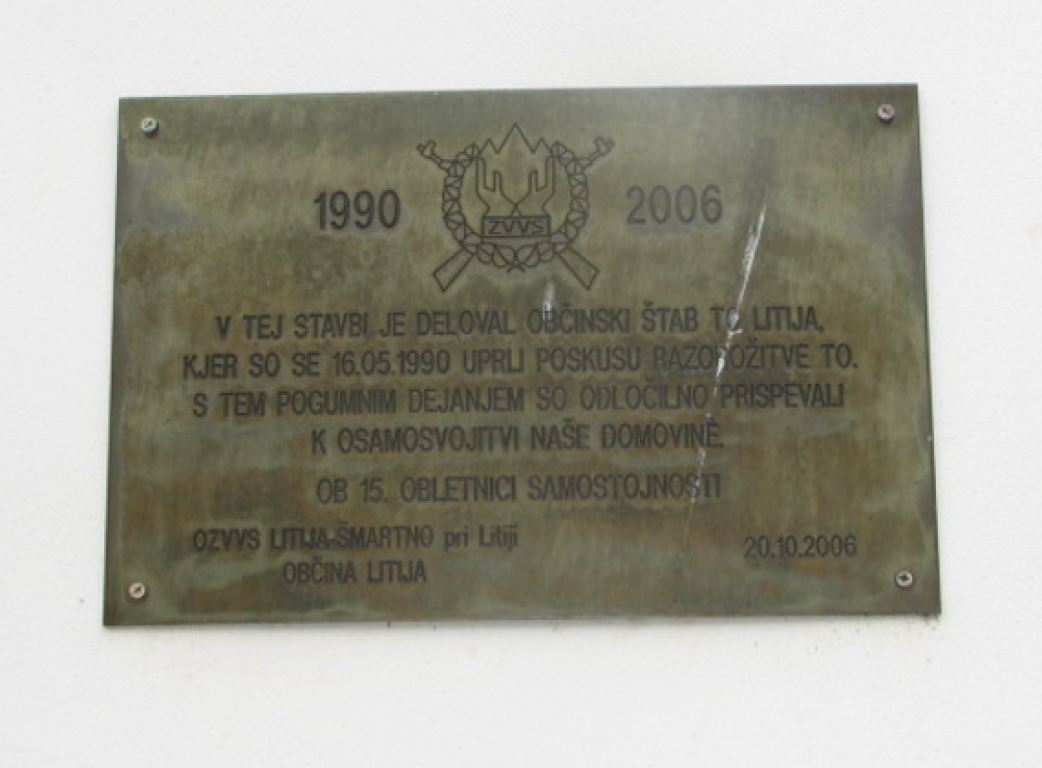 1990 ZVVS 2006
V TEJ STAVBI JE DELOVAL OBČINSKI ŠTAB TO LITIJA,
KJER SO SE 16.05.1990 UPRLI POSKUSU RAZOROŽITVE TO.
S TEM POGUMNIM DEJANJEM SO ODLOČILNO PRISPEVALI
K OSAMOSVOJITVI NAŠE DOMOVINE.
OB 15. OBLETNICI SAMOSTOJNOSTI
OZVVS LITIJA-ŠMARTNO pri Litiji 20.10.2006
OBČINA LITIJA